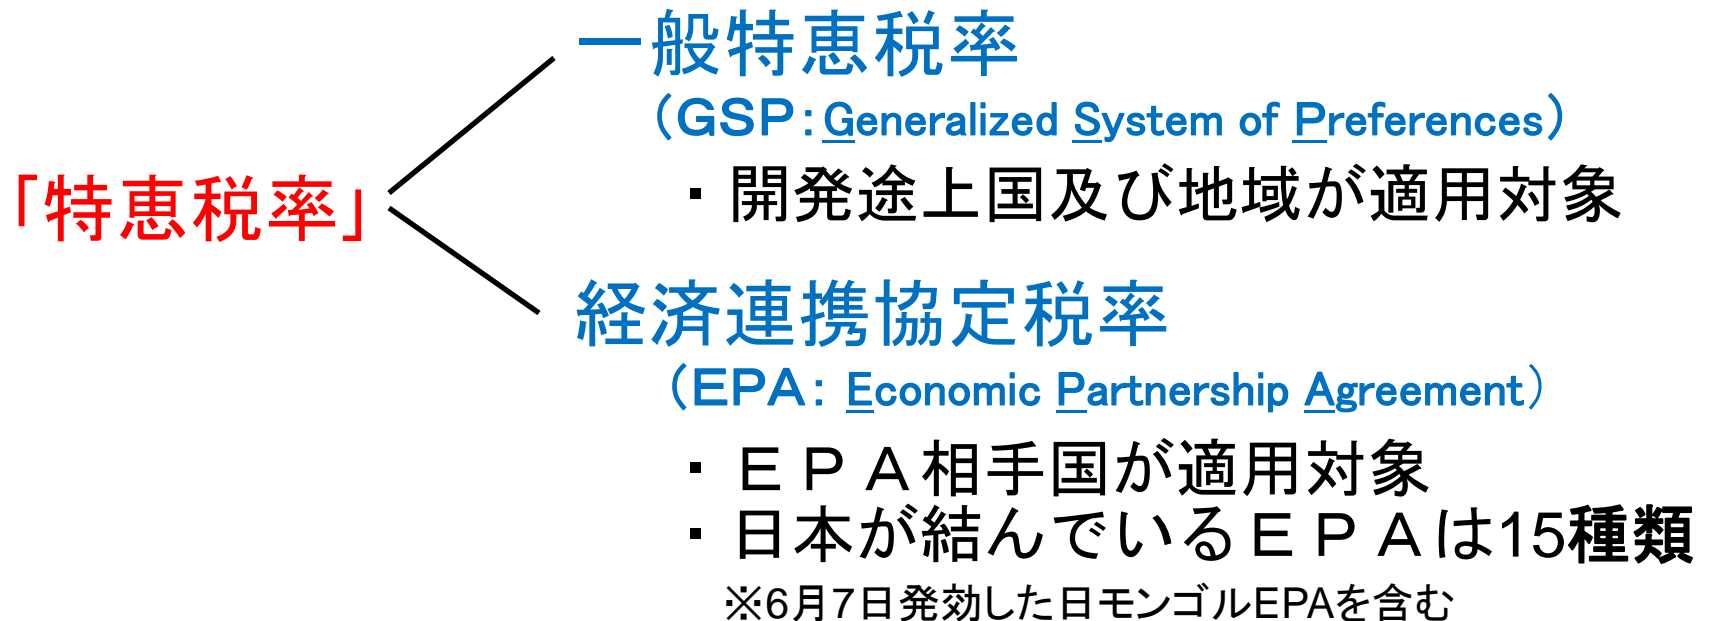 「特恵税率」
一般特恵税率
（GSP：Generalized System of Preferences）
・開発途上国及び地域が適用対象
経済連携協定税率
（EPA： Economic Partnership Agreement）
・ＥＰＡ相手国が適用対象
・日本が結んでいるＥＰＡは15種類
※6月7日発効した日モンゴルEPAを含む